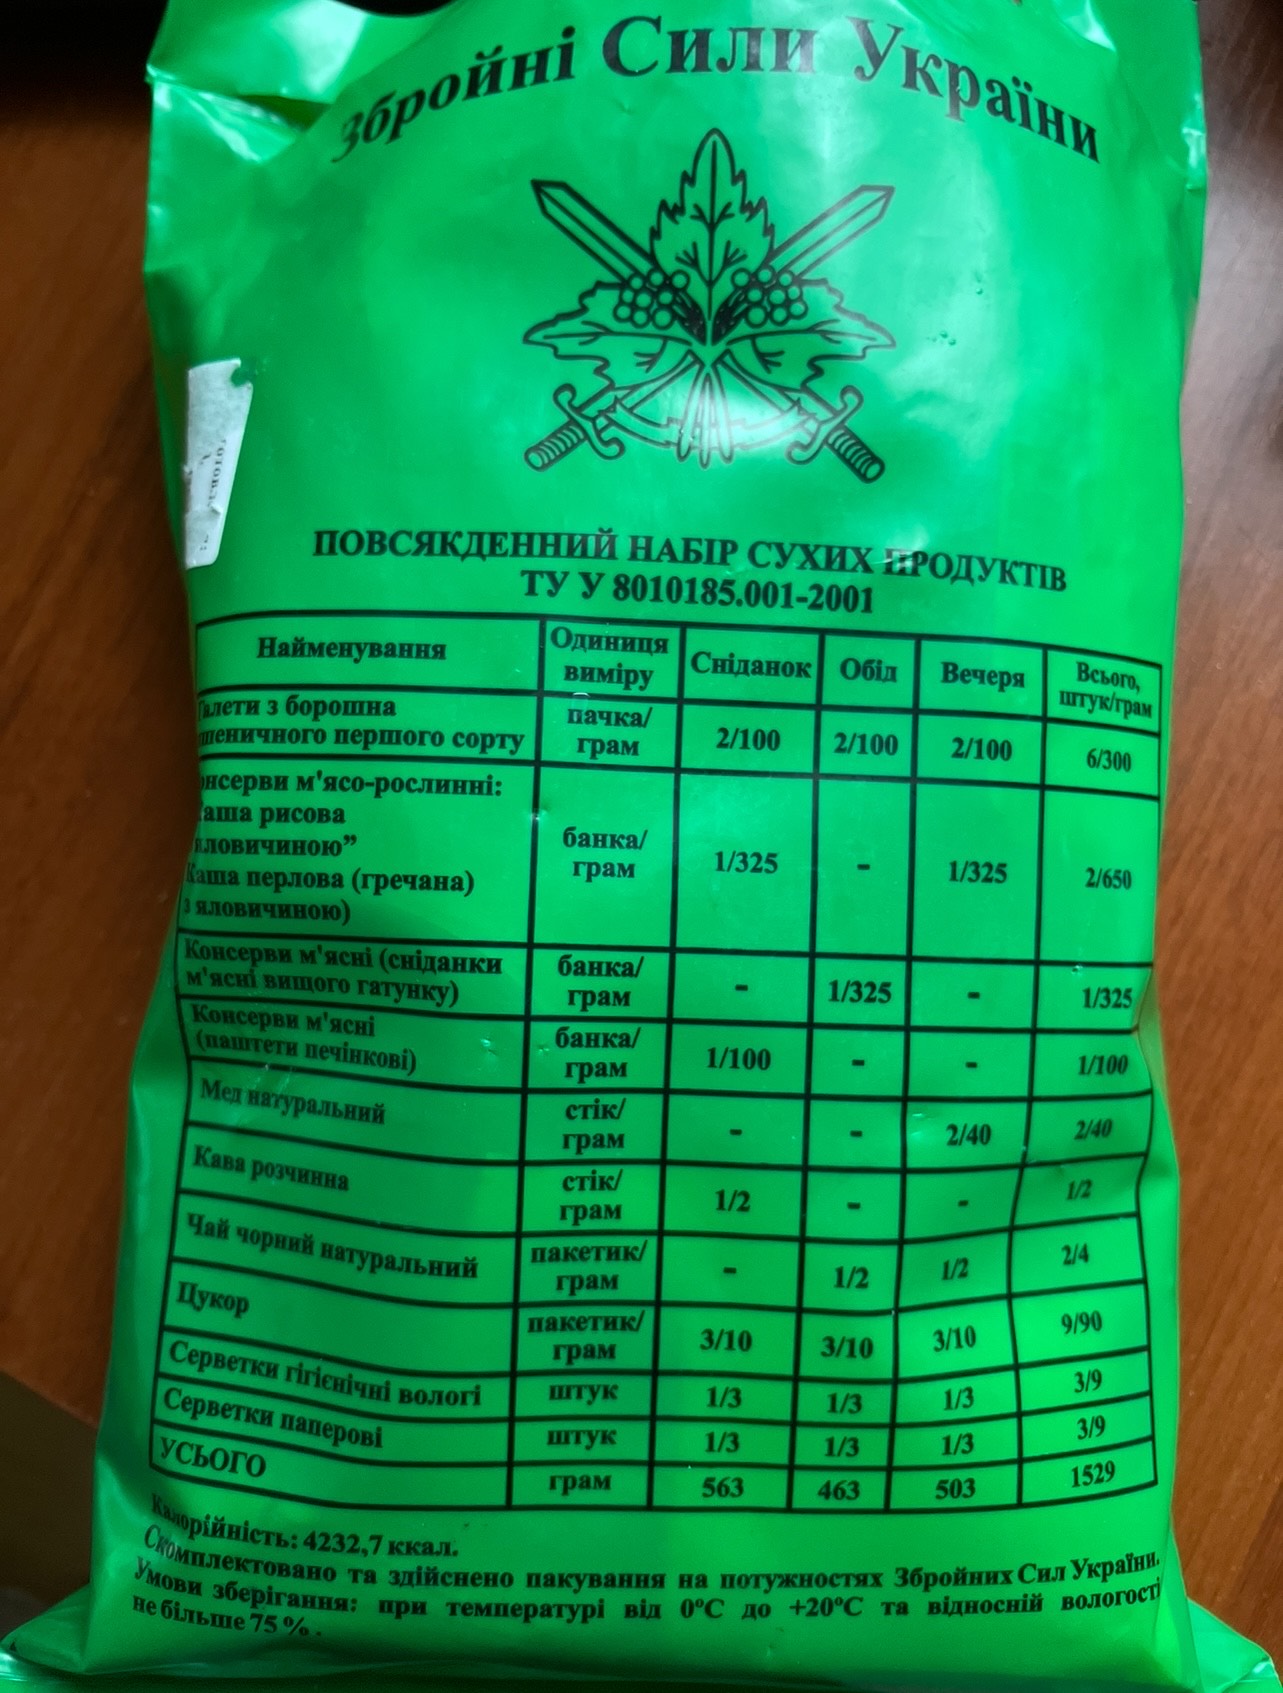 Збройні Сили України
ПОВСЯКДЕННИЙ НАБІР СУХИХ ПРОДУКТІВ
ТУ У 8010185.001-2001
Найменування Одиниця виміру Сніданок Обід Вечеря Всього, штук/грам
Галети з борошна
пшеничного першого сорту пачка/грам 2/100 2/100 2/100 6/300
Консерви м'ясо-рослинні:
Каша рисова
яловичиною”
Каша перлова (гречана)
з яловичиною) банка/грам 1/325 - 1/325 2/650
Консерви м'ясні (сніданки
м'ясні вищого гатунку) банка/грам - 1/325 - 1/325
Консерви м'ясні
(паштети печінкові) банка/грам 1/100 - - 1/100
Мед натуральний стік/грам - - 2/40 2/40
Кава розчинна стік/грам 1/2 - - 1/2
Чай чорний натуральний пакетик/грам - 1/2 1/2 2/4
Цукор пакетик/грам 3/10 3/10 3/10 9/90
Серветки гігієнічні вологі штук 1/3 1/3 1/3 3/9
Серветки паперові штук 1/3 1/3 1/3 3/9
УСЬОГО грам 563 463 503 1529
Калорійність: 4232,7 ккал.
Скомплектовано та здійснено пакування на потужностях Збройних Сил України.
Умови зберігання: при температурі від 0°С до +20°С та відносній вологості
не більше 75 % .